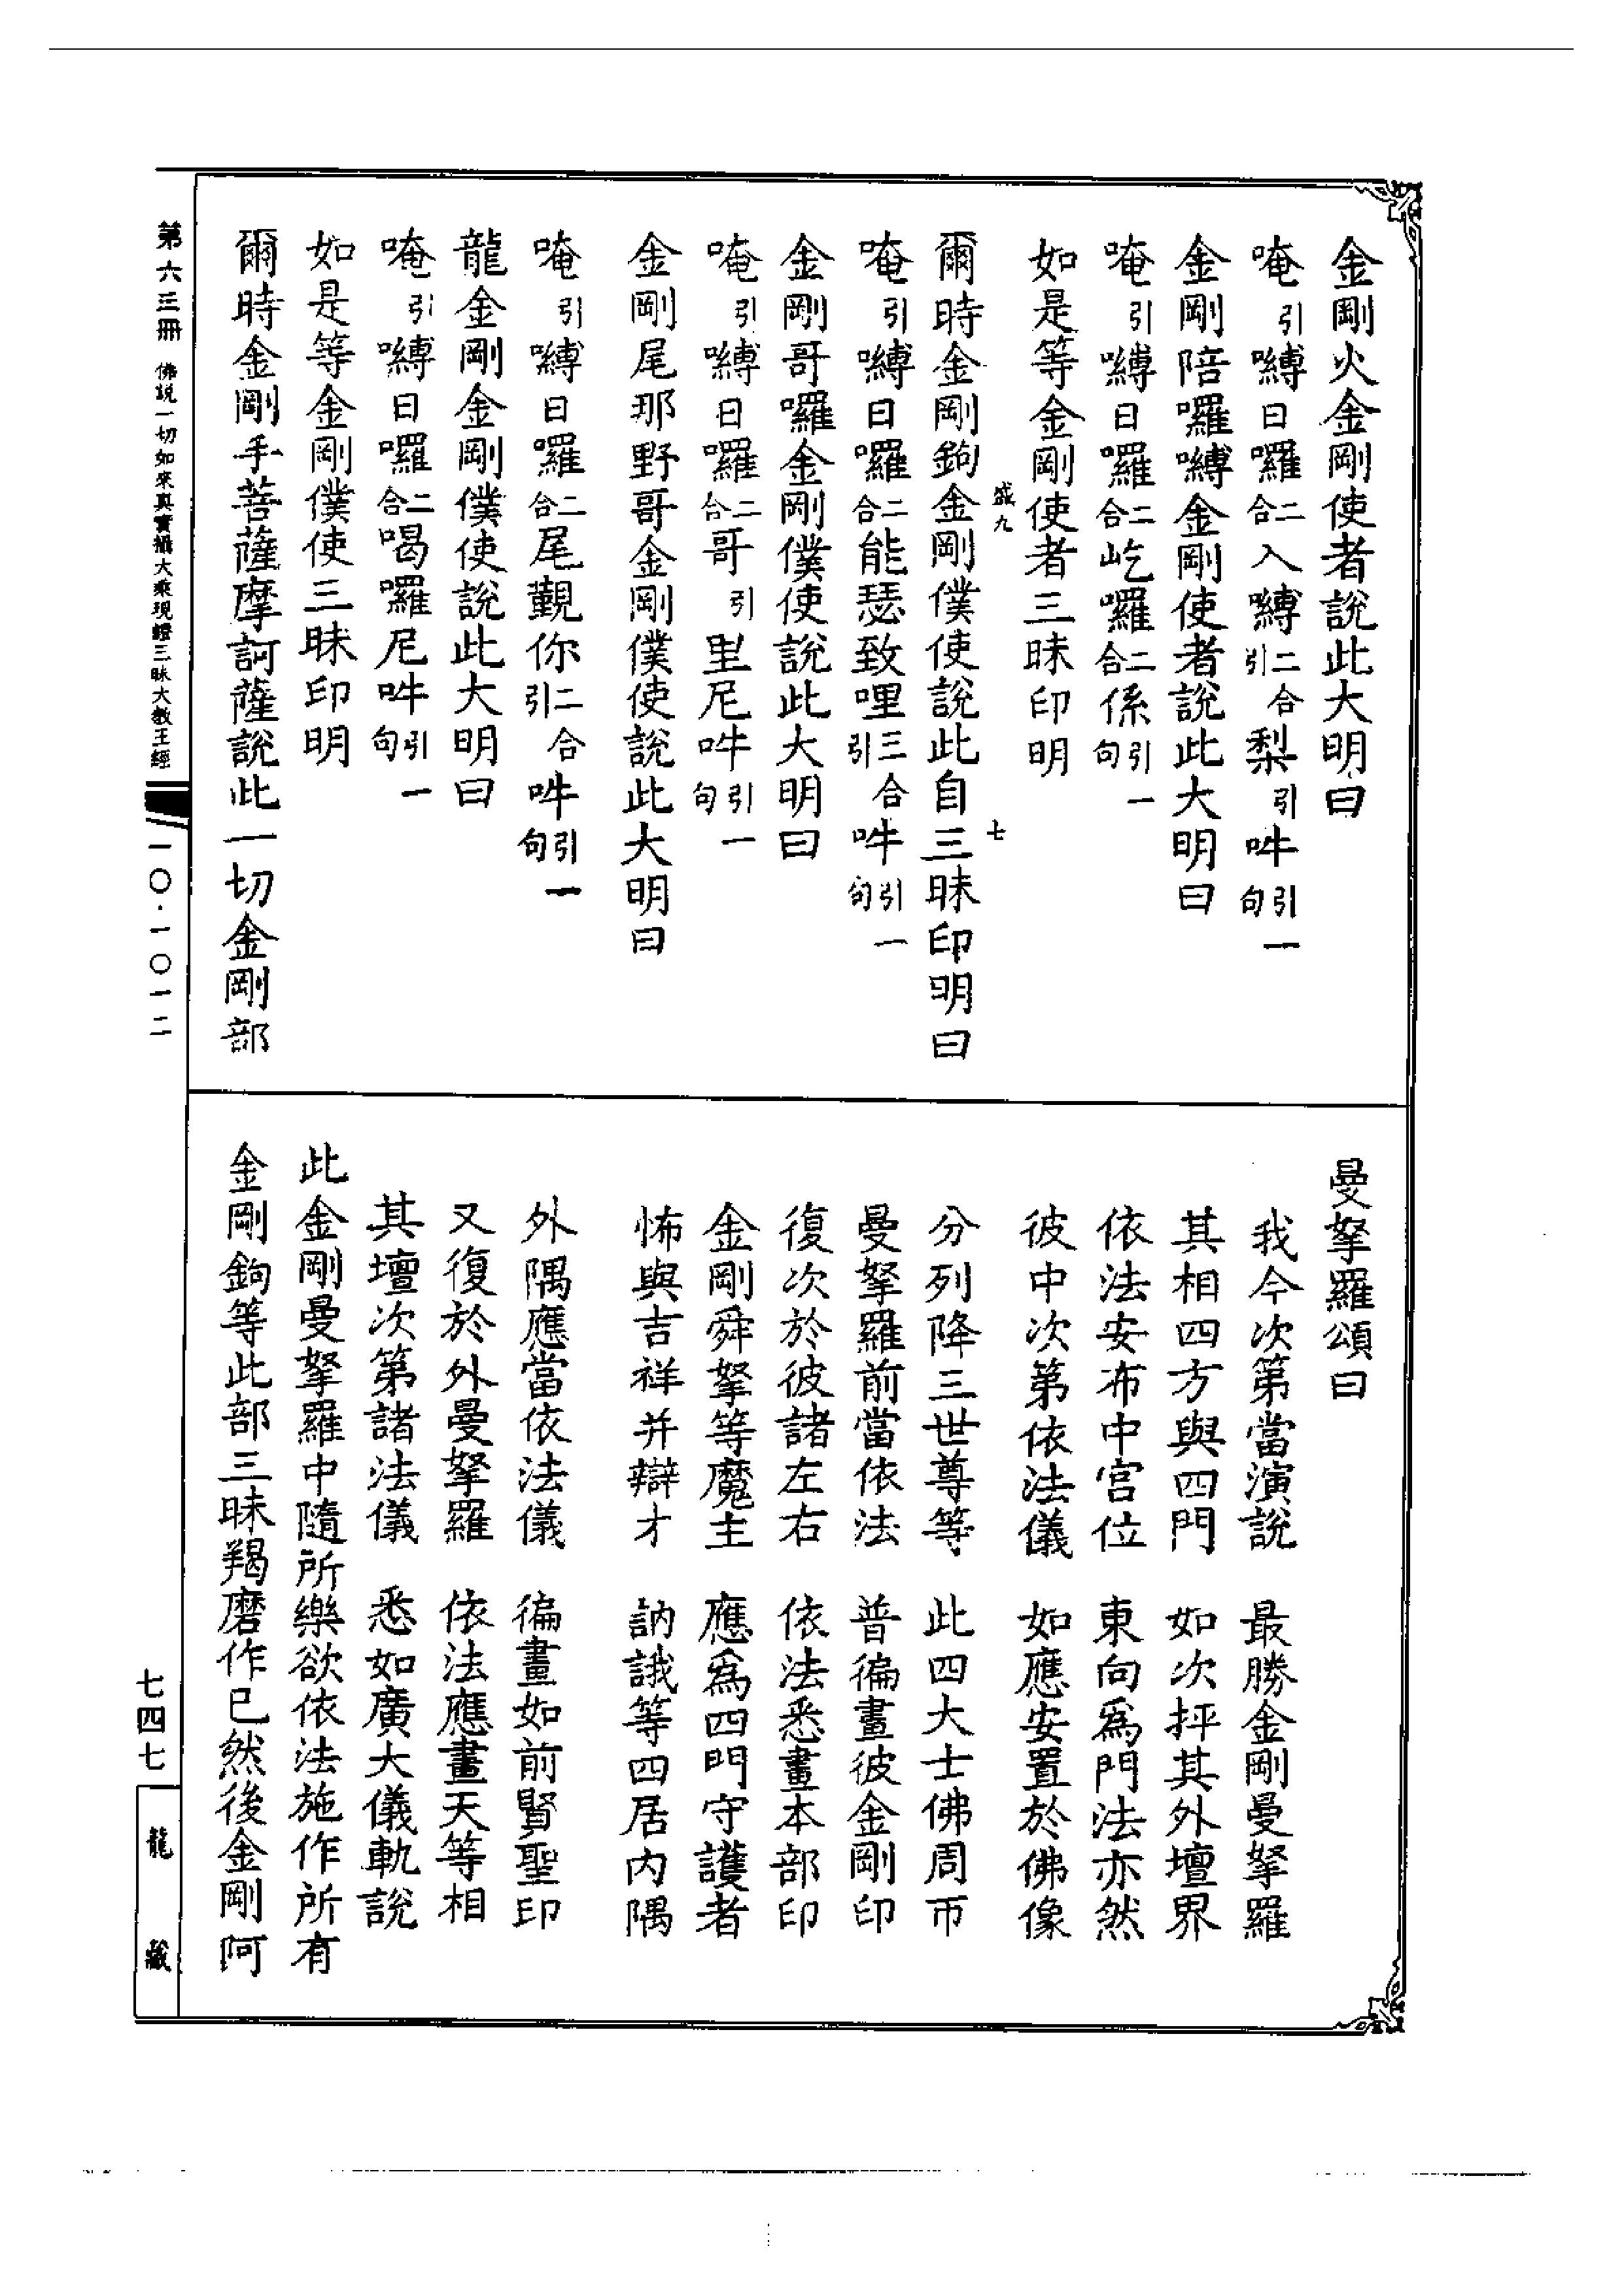 金剛火金剛使者說此大明曰
唵引嚩日囉二合入嚩二合引梨引吽引一句
金剛陪囉嚩金剛使者說此大明曰
唵引嚩日囉二合屹囉二合係引一句
如是等金剛使者三昧印明
盛九 七
爾時金剛鉤金剛僕使說此自三昧印明曰
唵引嚩日囉二合能瑟致哩三合引吽引一句
金剛哥囉金剛僕使說此大明曰
唵引嚩日囉二合哥引里尼吽引一句
金剛尾那野哥金剛僕使說此大明曰
唵引嚩日囉二合尾覲你二合引吽引一句
龍金剛金剛僕使說此大明曰
唵引嚩日囉二合喝囉尼吽引一句
如是等金剛僕使三昧印明
爾時金剛手菩薩摩訶薩說此一切金剛部
曼拏羅頌曰
我今次第當演說 最勝金剛曼拏羅
其相四方與四門 如次抨其外壇界
依法安布中宮位 東向為門法亦然
彼中次第依法儀 如應安置於佛像
分列降三世尊等 此四大士佛周帀
曼拏羅前當依法 普徧畫彼金剛印
復次於彼諸左右 依法悉畫本部印
金剛舜拏等魔主 應為四門守護者
怖與吉祥并辯才 訥誐等四居內隅
外隅應當依法儀 徧畫如前賢聖印
又復於外曼拏羅 依法應畫天等相
其壇次第諸法儀 悉如廣大儀軌說
此金剛曼拏羅中隨所樂欲依法施作所有
金剛鉤等此部三昧羯磨作已然後金剛阿
第六三冊 佛說一切如來真實攝大乘現證三昧大教王經 一〇·一〇一二
七四七
龍藏